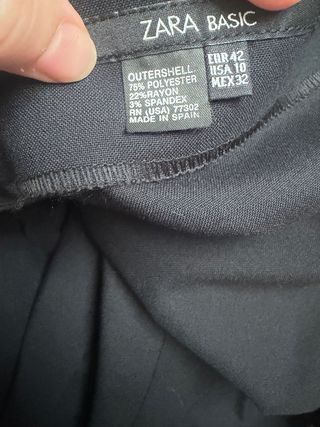 ZARA BASIC
OUTERSHELL.
75% POLYESTER
22%RAYON
3% SPANDEX
RN (USA) 77302
MADE IN SPAIN
EUR 42
USA 10
MEX 32